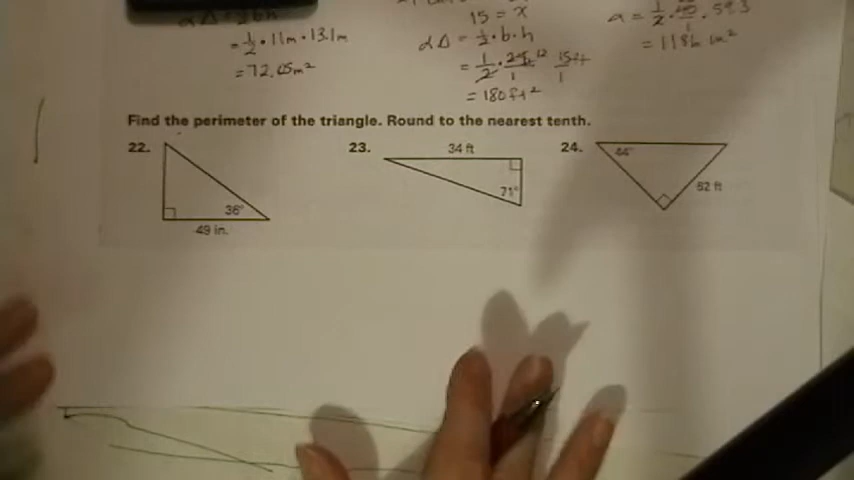 15 = x
= ½ · 11m · 13.1m
a△ = ½ · b · h
= 72.05m²
= 180ft²
= 1186 in²
Find the perimeter of the triangle. Round to the nearest tenth.
22.
36°
49 in.
23.
34 ft
71°
24.
44°
62 ft